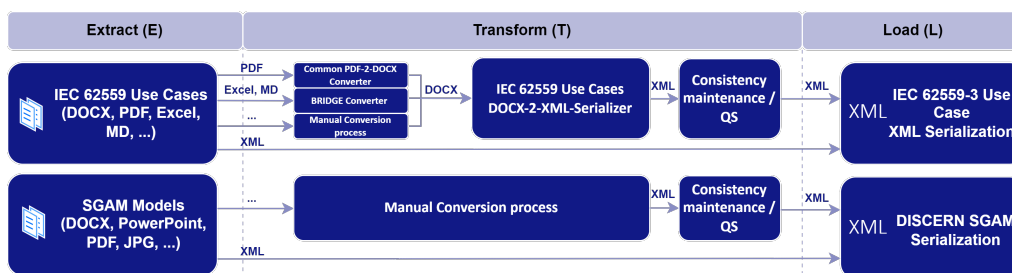 Extract (E)
Transform (T)
Load (L)
IEC 62559 Use Cases
(DOCX, PDF, Excel,
MD, ...)
PDF
Excel, MD
...
XML
Common PDF-2-DOCX
Converter
BRIDGE Converter
Manual Conversion
process
DOCX
IEC 62559 Use Cases
DOCX-2-XML-Serializer
XML
Consistency
maintenance /
QS
XML
XML
IEC 62559-3 Use
Case
XML Serialization
SGAM Models
(DOCX, PowerPoint,
PDF, JPG, ...)
...
XML
Manual Conversion process
XML
Consistency
maintenance /
QS
XML
XML
DISCERN SGAM
Serialization